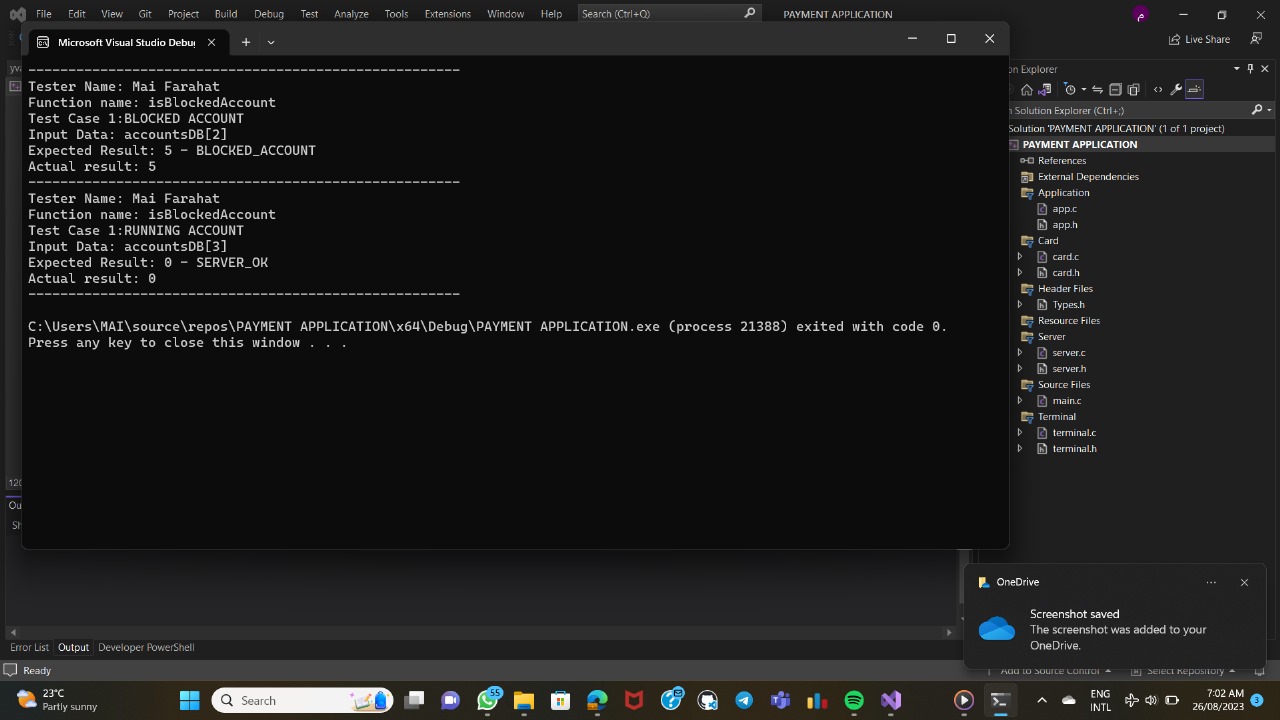 File Edit View Git Project Build Debug Test Analyze Tools Extensions Window Help Search (Ctrl+Q) PAYMENT APPLICATION م
Live Share
Microsoft Visual Studio Debug
----------------------------------------------------
Tester Name: Mai Farahat
Function name: isBlockedAccount
Test Case 1:BLOCKED ACCOUNT
Input Data: accountsDB[2]
Expected Result: 5 - BLOCKED_ACCOUNT
Actual result: 5
----------------------------------------------------
Tester Name: Mai Farahat
Function name: isBlockedAccount
Test Case 1:RUNNING ACCOUNT
Input Data: accountsDB[3]
Expected Result: 0 - SERVER_OK
Actual result: 0
----------------------------------------------------
C:\Users\MAI\source\repos\PAYMENT APPLICATION\x64\Debug\PAYMENT APPLICATION.exe (process 21388) exited with code 0.
Press any key to close this window . . .
on Explorer
Solution Explorer (Ctrl+;)
Solution 'PAYMENT APPLICATION' (1 of 1 project)
PAYMENT APPLICATION
References
External Dependencies
Application
app.c
app.h
Card
card.c
card.h
Header Files
Types.h
Resource Files
Server
server.c
server.h
Source Files
main.c
Terminal
terminal.c
terminal.h
OneDrive
Screenshot saved
The screenshot was added to your
OneDrive.
Error List Output Developer PowerShell
Ready
Add to Source Control Select Repository
23°C
Partly sunny
Search
55
ENG
INTL
7:02 AM
26/08/2023
3